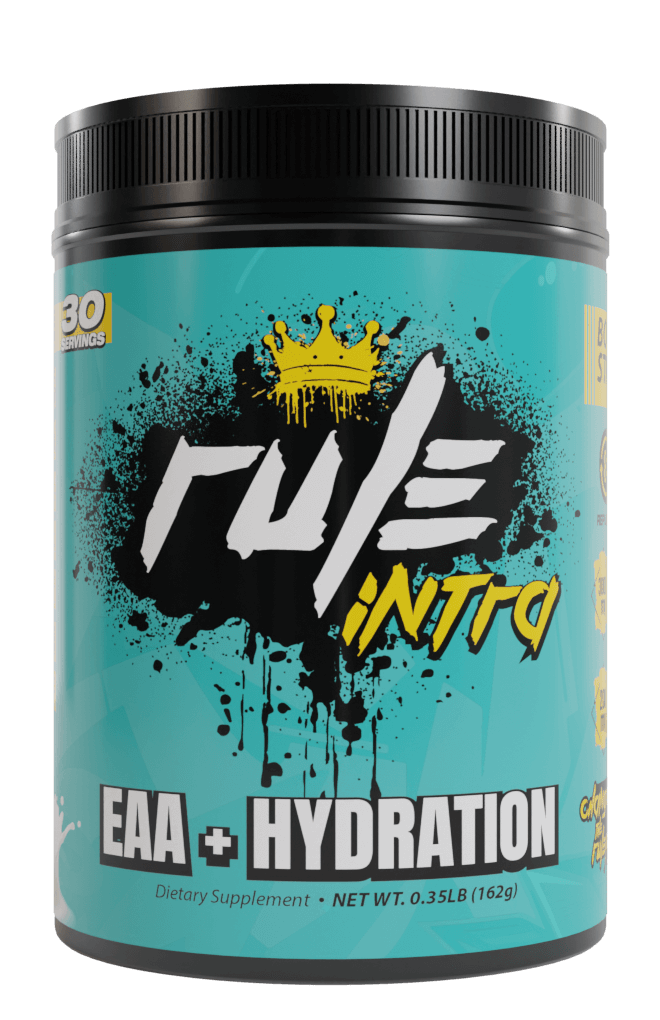 30
SERVINGS
rule
intra
EAA + HYDRATION
Dietary Supplement • NET WT. 0.35LB (162g)